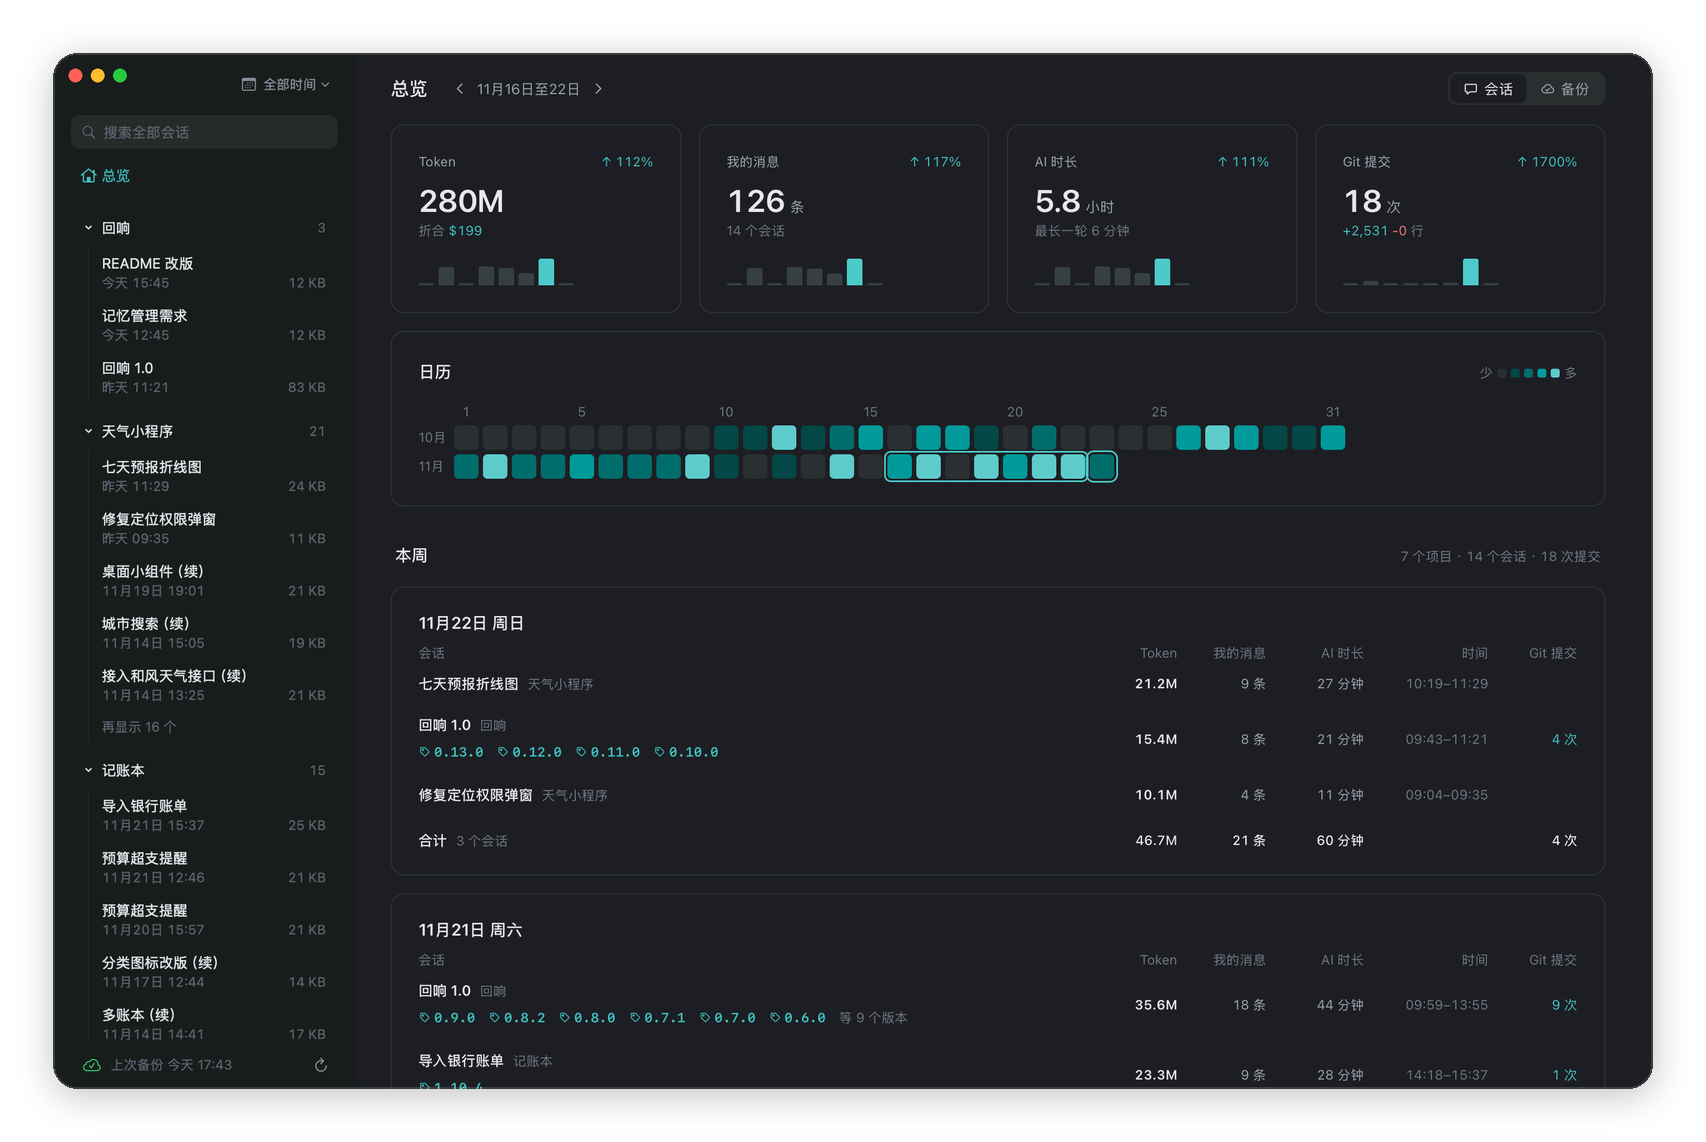 全部时间
搜索全部会话
总览
回响 3
README 改版
今天 15:45 12 KB
记忆管理需求
今天 12:45 12 KB
回响 1.0
昨天 11:21 83 KB
天气小程序 21
七天预报折线图
昨天 11:29 24 KB
修复定位权限弹窗
昨天 09:35 11 KB
桌面小组件 (续)
11月19日 19:01 21 KB
城市搜索 (续)
11月14日 15:05 19 KB
接入和风天气接口 (续)
11月14日 13:25 21 KB
再显示 16 个
记账本 15
导入银行账单
11月21日 15:37 25 KB
预算超支提醒
11月21日 12:46 21 KB
预算超支提醒
11月20日 15:57 21 KB
分类图标改版 (续)
11月17日 12:44 14 KB
多账本 (续)
11月14日 14:41 17 KB
上次备份 今天 17:43
总览 11月16日至22日 会话 备份
Token ↑ 112%
280M
折合 $199
我的消息 ↑ 117%
126 条
14 个会话
AI 时长 ↑ 111%
5.8 小时
最长一轮 6 分钟
Git 提交 ↑ 1700%
18 次
+2,531 -0 行
日历 少 多
1 5 10 15 20 25 31
10月
11月
本周 7 个项目 · 14 个会话 · 18 次提交
11月22日 周日
会话 Token 我的消息 AI 时长 时间 Git 提交
七天预报折线图 天气小程序 21.2M 9 条 27 分钟 10:19–11:29
回响 1.0 回响 15.4M 8 条 21 分钟 09:43–11:21 4 次
0.13.0 0.12.0 0.11.0 0.10.0
修复定位权限弹窗 天气小程序 10.1M 4 条 11 分钟 09:04–09:35
合计 3 个会话 46.7M 21 条 60 分钟 4 次
11月21日 周六
会话 Token 我的消息 AI 时长 时间 Git 提交
回响 1.0 回响 35.6M 18 条 44 分钟 09:59–13:55 9 次
0.9.0 0.8.2 0.8.0 0.7.1 0.7.0 0.6.0 等 9 个版本
导入银行账单 记账本 23.3M 9 条 28 分钟 14:18–15:37 1 次
1.10.4